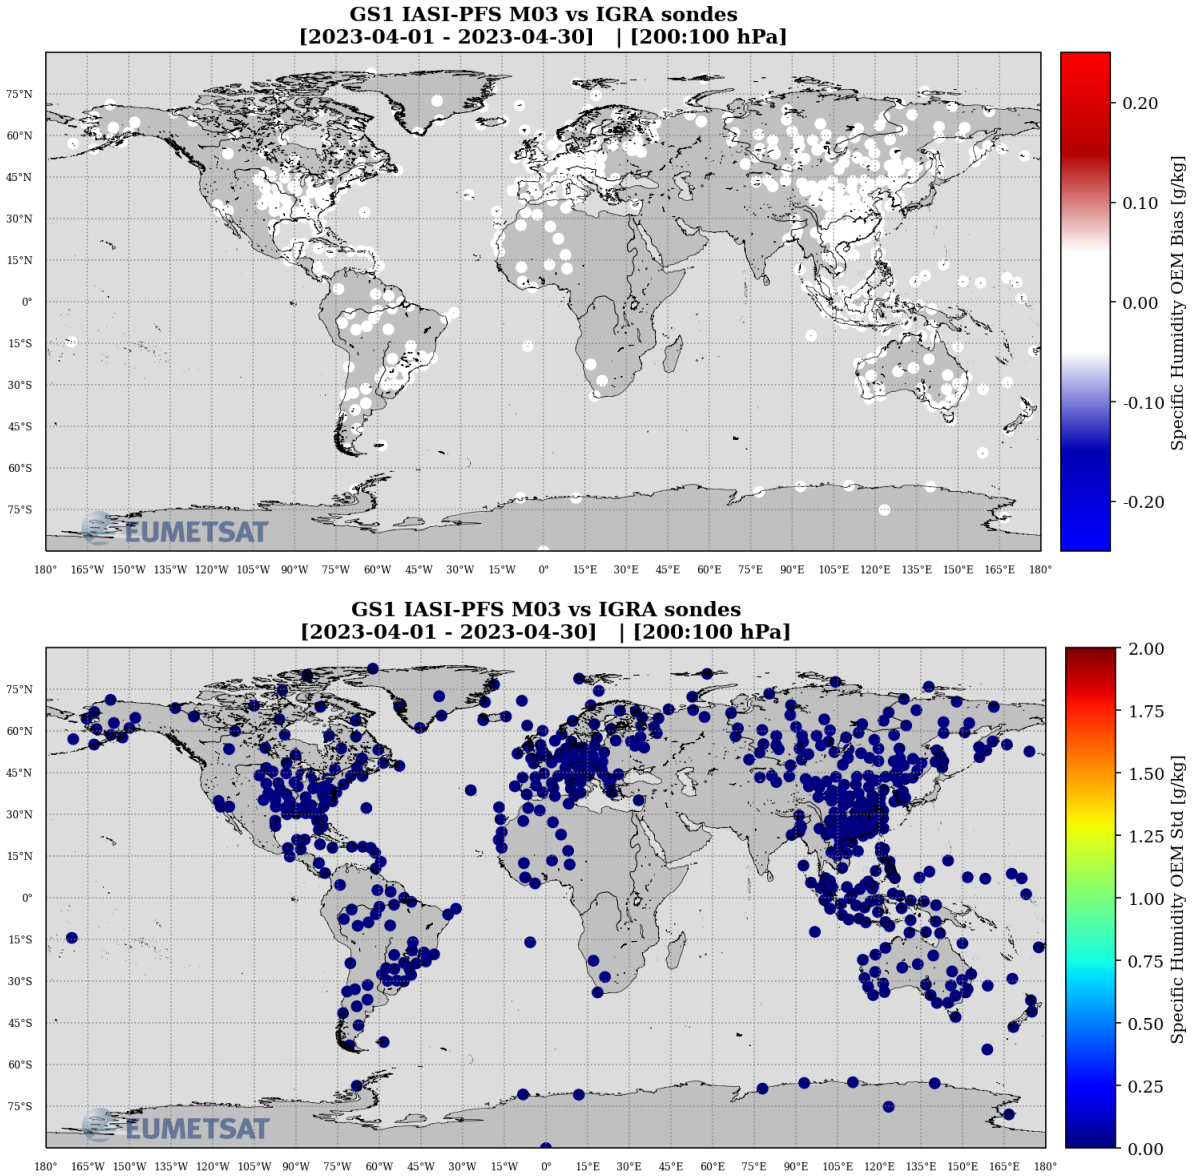 GS1 IASI-PFS M03 vs IGRA sondes
[2023-04-01 - 2023-04-30]   | [200:100 hPa]
75°N
60°N
45°N
30°N
15°N
0°
15°S
30°S
45°S
60°S
75°S
EUMETSAT
180° 165°W 150°W 135°W 120°W 105°W 90°W 75°W 60°W 45°W 30°W 15°W 0° 15°E 30°E 45°E 60°E 75°E 90°E 105°E 120°E 135°E 150°E 165°E 180°
0.20
0.10
0.00
-0.10
-0.20
Specific Humidity OEM Bias [g/kg]
GS1 IASI-PFS M03 vs IGRA sondes
[2023-04-01 - 2023-04-30]   | [200:100 hPa]
75°N
60°N
45°N
30°N
15°N
0°
15°S
30°S
45°S
60°S
75°S
EUMETSAT
180° 165°W 150°W 135°W 120°W 105°W 90°W 75°W 60°W 45°W 30°W 15°W 0° 15°E 30°E 45°E 60°E 75°E 90°E 105°E 120°E 135°E 150°E 165°E 180°
2.00
1.75
1.50
1.25
1.00
0.75
0.50
0.25
0.00
Specific Humidity OEM Std [g/kg]